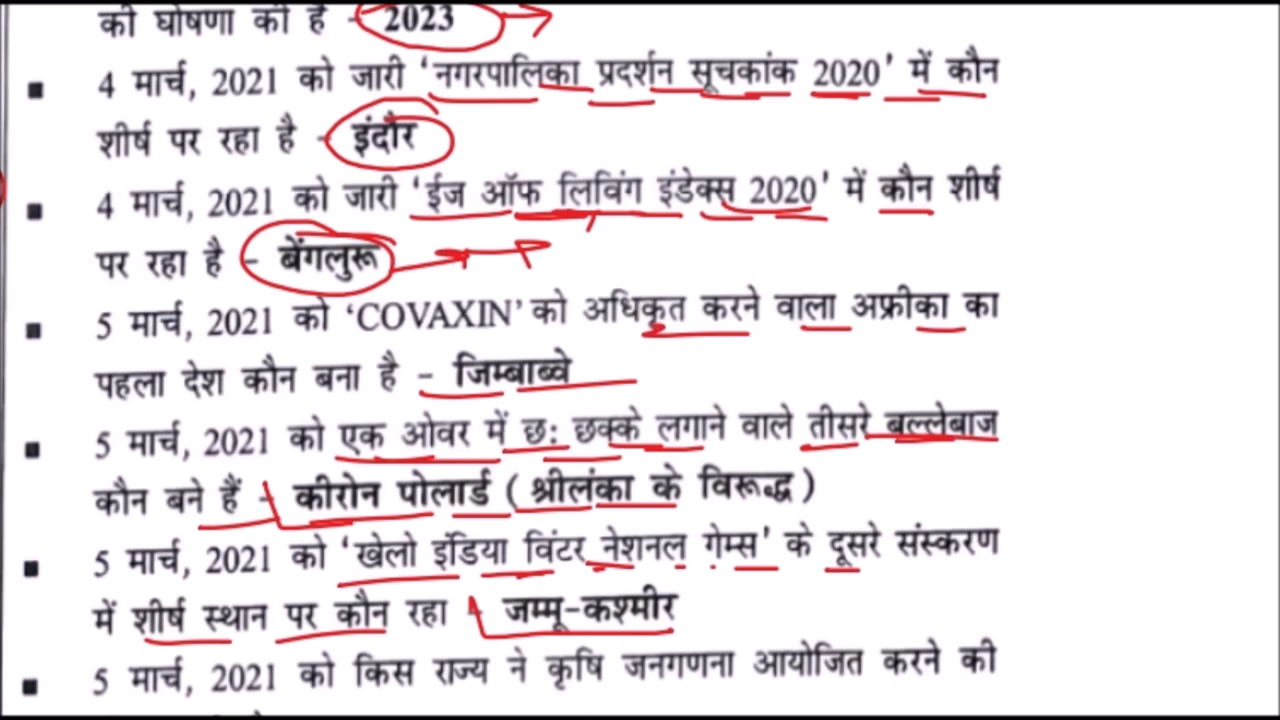 की घोषणा की है - 2023
▪ 4 मार्च, 2021 को जारी ‘नगरपालिका प्रदर्शन सूचकांक 2020’ में कौन
शीर्ष पर रहा है - इंदौर
▪ 4 मार्च, 2021 को जारी ‘ईज ऑफ लिविंग इंडेक्स 2020’ में कौन शीर्ष
पर रहा है - बेंगलुरू
▪ 5 मार्च, 2021 को ‘COVAXIN’ को अधिकृत करने वाला अफ्रीका का
पहला देश कौन बना है - जिम्बाब्वे
▪ 5 मार्च, 2021 को एक ओवर में छः छक्के लगाने वाले तीसरे बल्लेबाज
कौन बने हैं - कीरोन पोलार्ड ( श्रीलंका के विरूद्ध )
▪ 5 मार्च, 2021 को ‘खेलो इंडिया विंटर नेशनल गेम्स’ के दूसरे संस्करण
में शीर्ष स्थान पर कौन रहा - जम्मू-कश्मीर
▪ 5 मार्च, 2021 को किस राज्य ने कृषि जनगणना आयोजित करने की